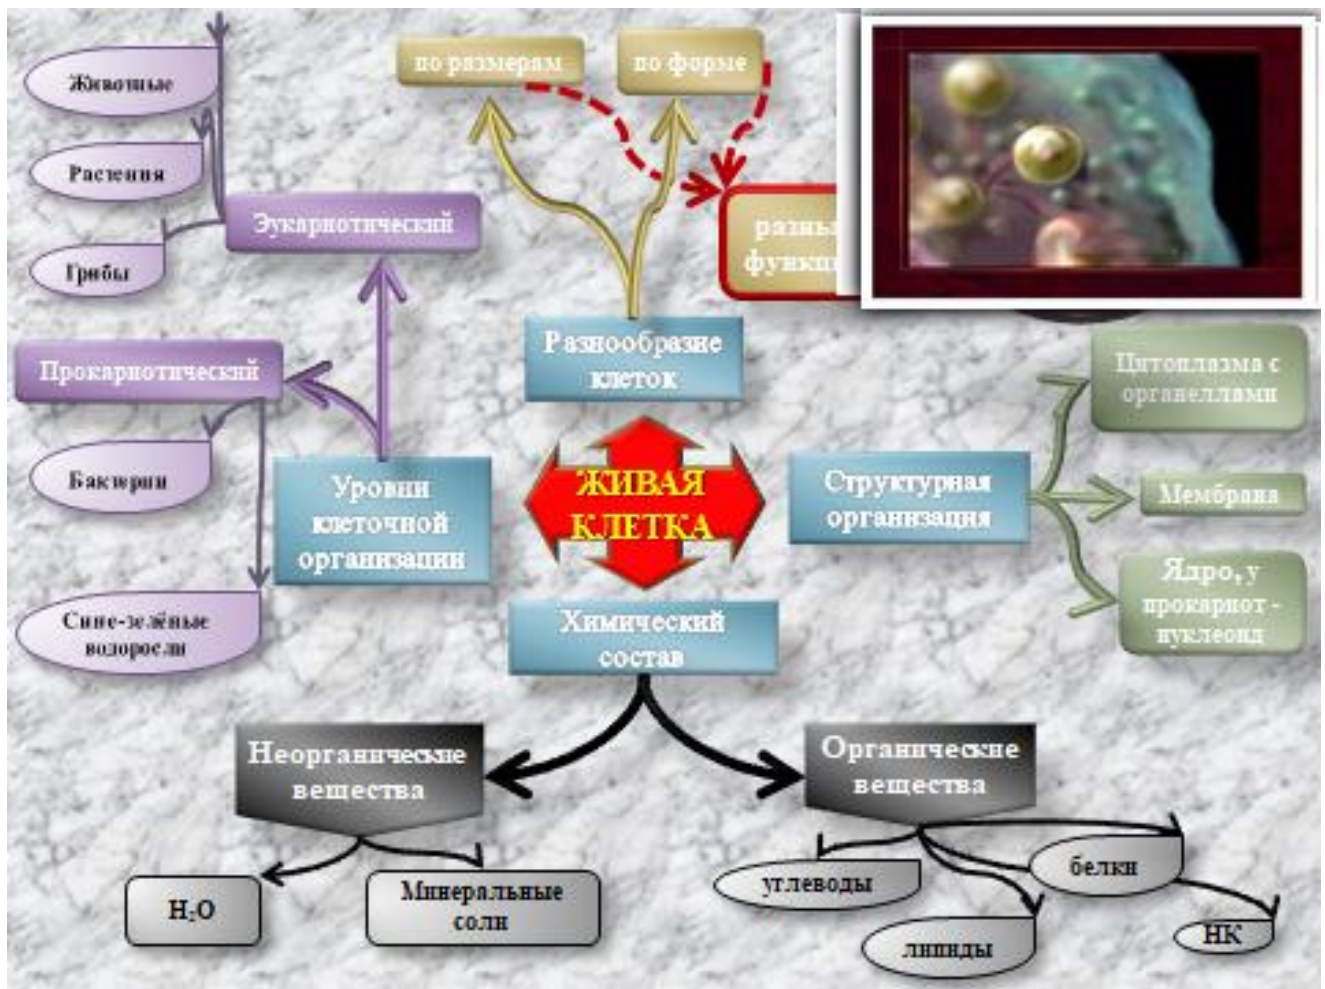 по размерам
по форме
Животные
Растения
Эукариотический
Грибы
разны
функци
Разнообразие
клеток
Прокариотический
Цитоплазма с
органеллами
Бактерии
Уровни
клеточной
организации
ЖИВАЯ
КЛЕТКА
Структурная
организация
Мембрана
Ядро, у
прокариот -
нуклеоид
Сине-зелёные
водоросли
Химический
состав
Неорганические
вещества
Органические
вещества
H₂O
Минеральные
соли
углеводы
белки
липиды
НК